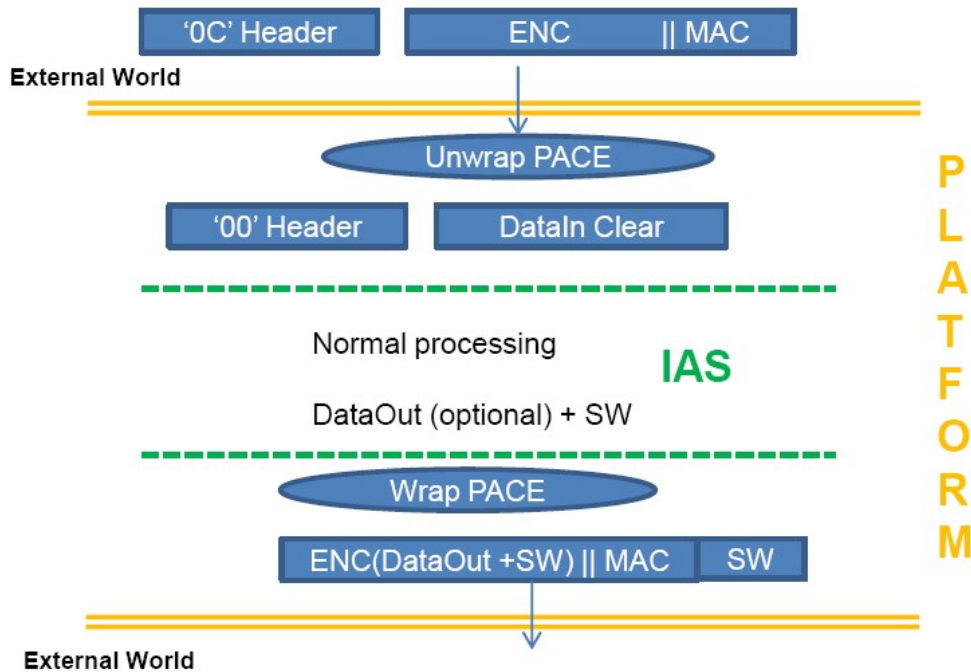 ‘0C’ Header
ENC || MAC
External World
Unwrap PACE
‘00’ Header
DataIn Clear
Normal processing
IAS
DataOut (optional) + SW
Wrap PACE
ENC(DataOut +SW) || MAC
SW
External World
P
L
A
T
F
O
R
M